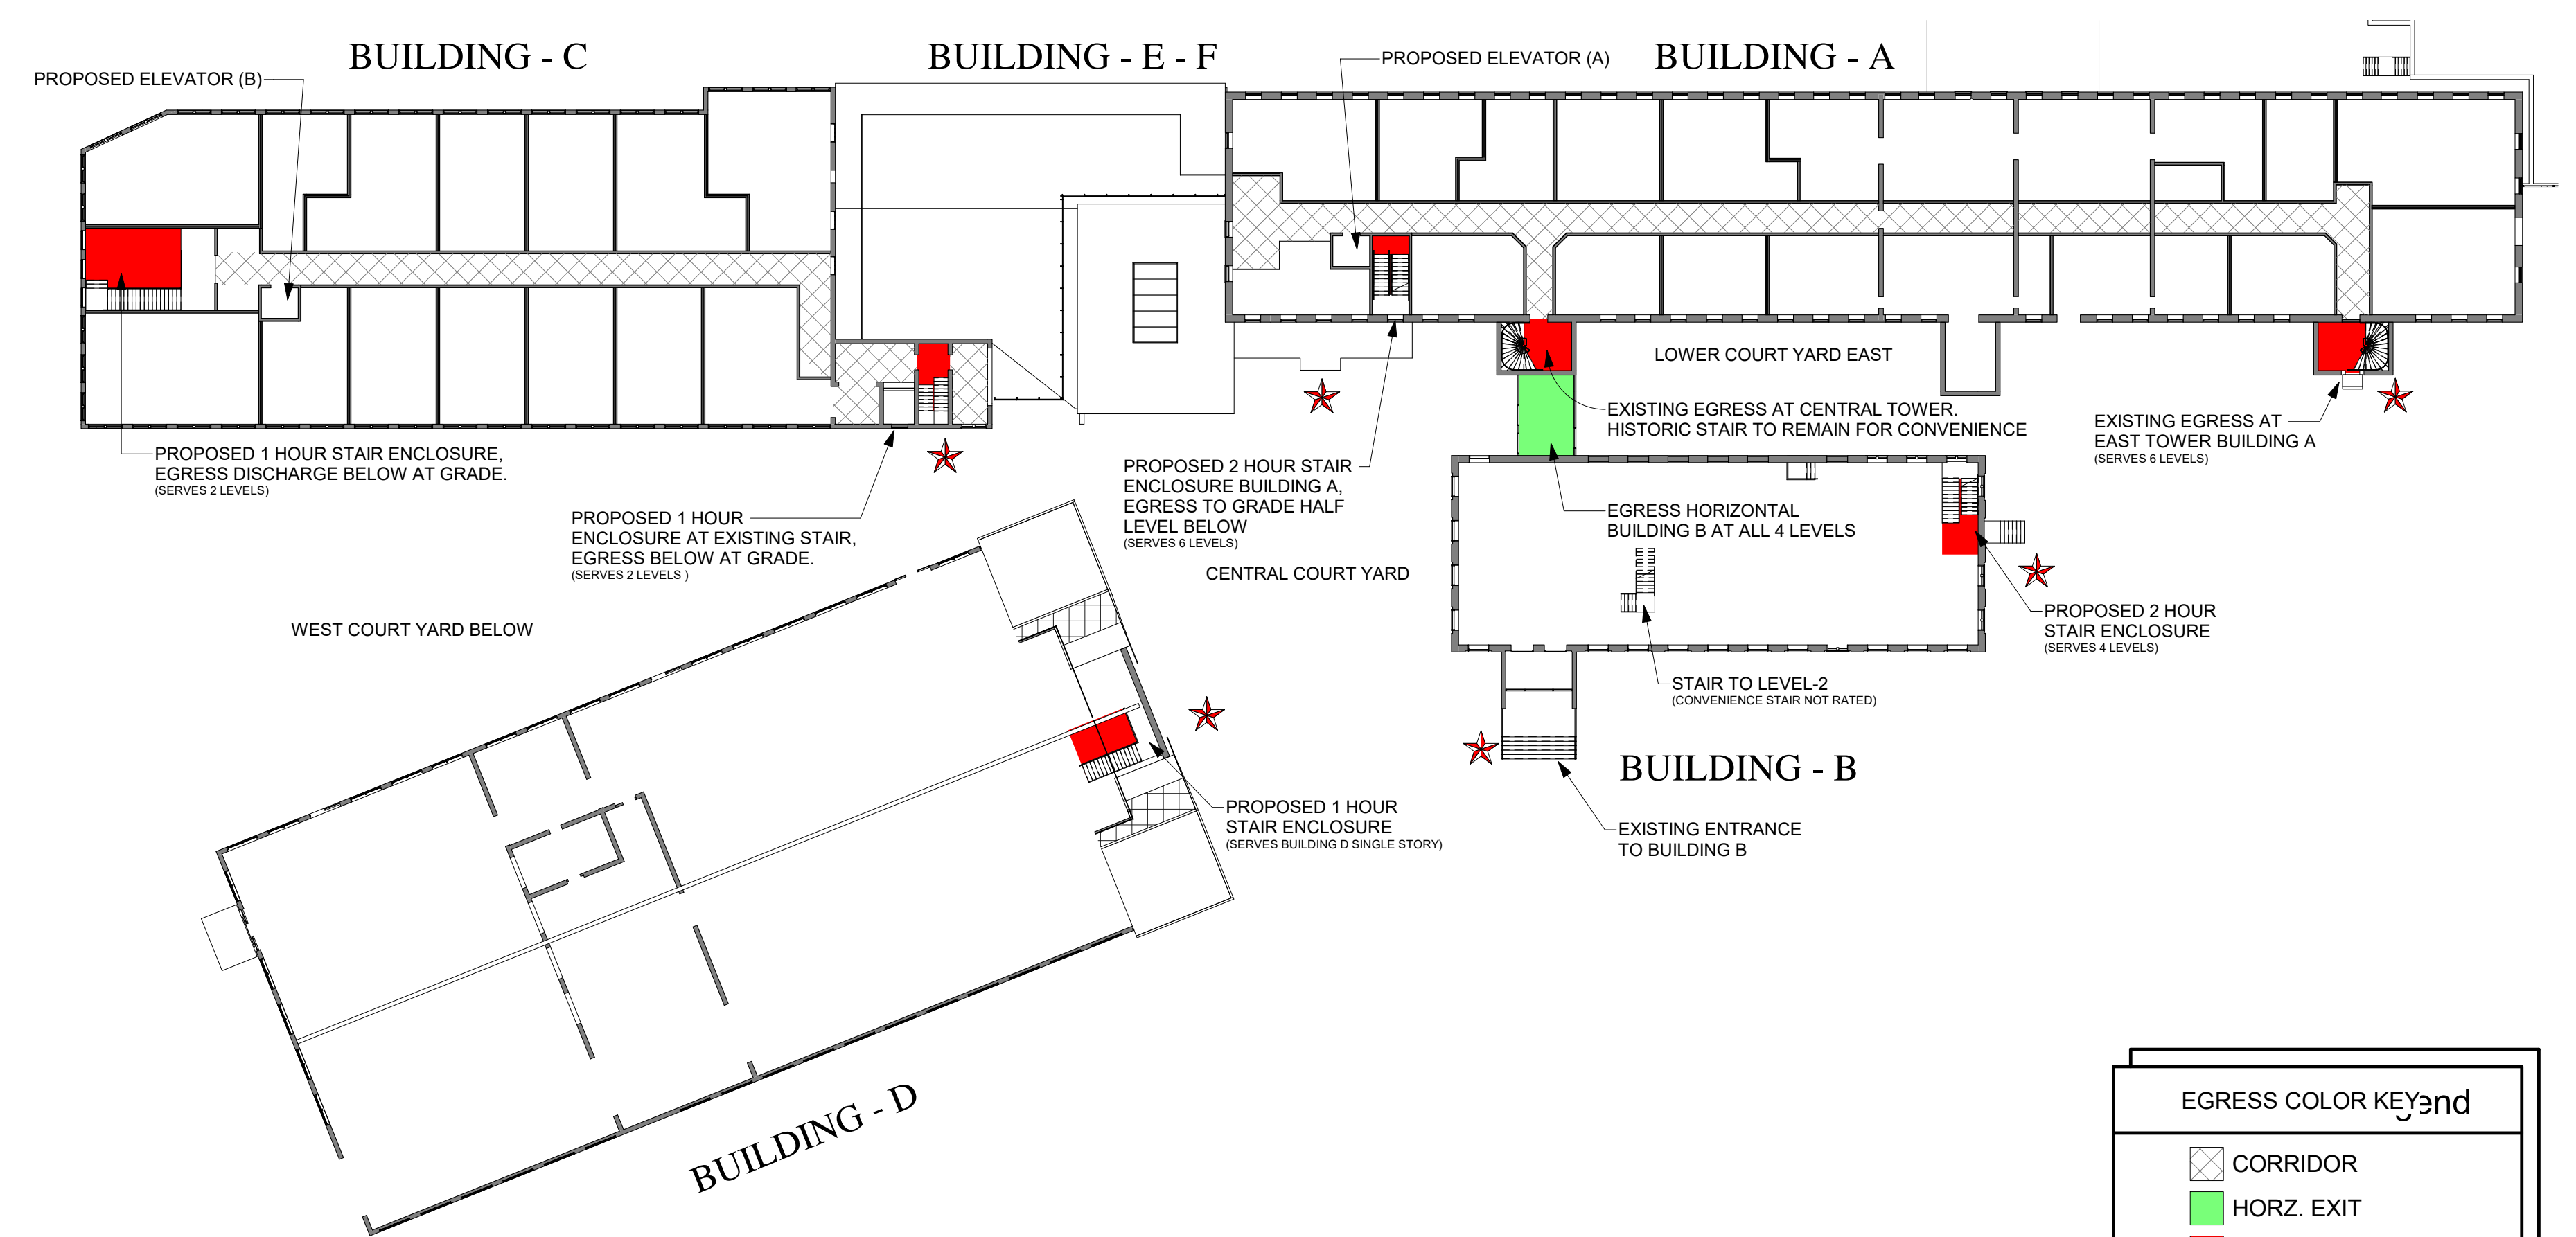 BUILDING - C
BUILDING - E - F
BUILDING - A
PROPOSED ELEVATOR (B)
PROPOSED ELEVATOR (A)
LOWER COURT YARD EAST
EXISTING EGRESS AT CENTRAL TOWER.
HISTORIC STAIR TO REMAIN FOR CONVENIENCE
EXISTING EGRESS AT
EAST TOWER BUILDING A
(SERVES 6 LEVELS)
PROPOSED 1 HOUR STAIR ENCLOSURE,
EGRESS DISCHARGE BELOW AT GRADE.
(SERVES 2 LEVELS)
PROPOSED 1 HOUR
ENCLOSURE AT EXISTING STAIR,
EGRESS BELOW AT GRADE.
(SERVES 2 LEVELS )
PROPOSED 2 HOUR STAIR
ENCLOSURE BUILDING A,
EGRESS TO GRADE HALF
LEVEL BELOW
(SERVES 6 LEVELS)
EGRESS HORIZONTAL
BUILDING B AT ALL 4 LEVELS
CENTRAL COURT YARD
WEST COURT YARD BELOW
PROPOSED 2 HOUR
STAIR ENCLOSURE
(SERVES 4 LEVELS)
STAIR TO LEVEL-2
(CONVENIENCE STAIR NOT RATED)
BUILDING - B
PROPOSED 1 HOUR
STAIR ENCLOSURE
(SERVES BUILDING D SINGLE STORY)
EXISTING ENTRANCE
TO BUILDING B
BUILDING - D
EGRESS COLOR KEY
CORRIDOR
HORZ. EXIT